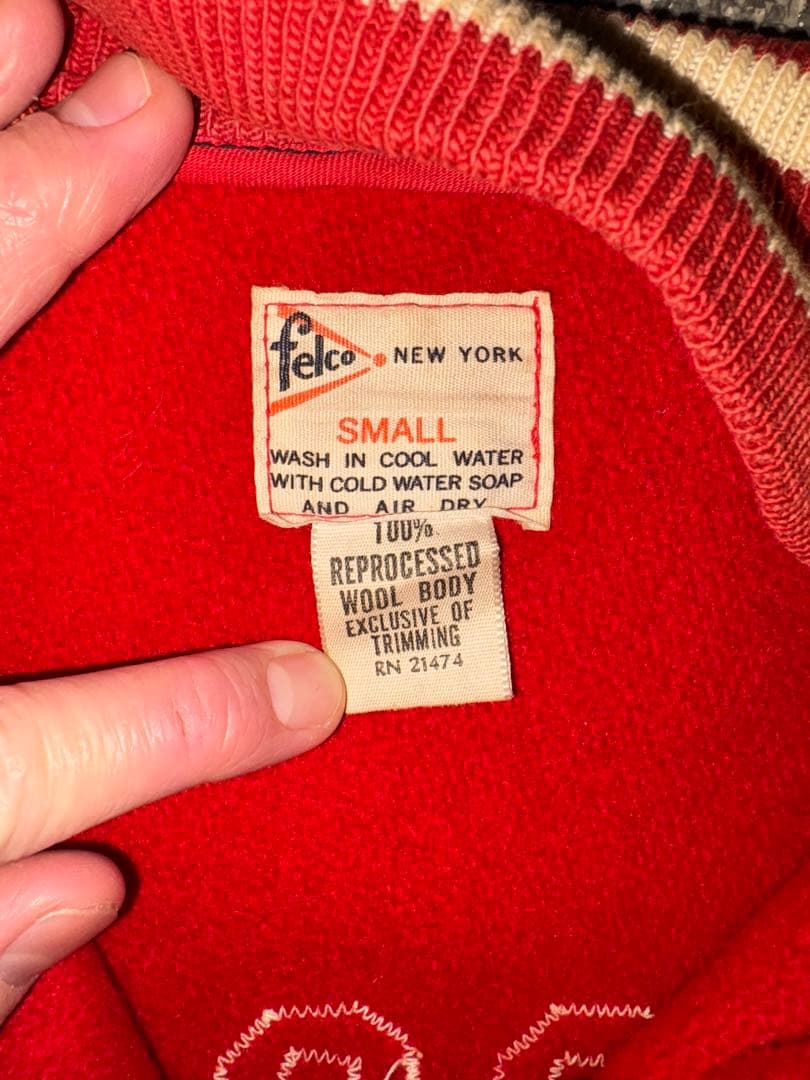 felco NEW YORK
SMALL
WASH IN COOL WATER
WITH COLD WATER SOAP
AND AIR DRY
100%
REPROCESSED
WOOL BODY
EXCLUSIVE OF
TRIMMING
RN 21474